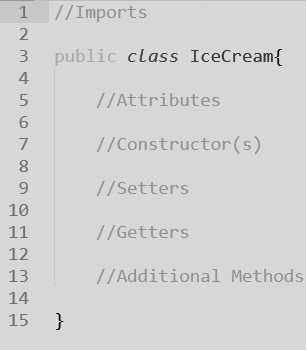 1 //Imports
2
3 public class IceCream{
4
5 //Attributes
6
7 //Constructor(s)
8
9 //Setters
10
11 //Getters
12
13 //Additional Methods
14
15 }